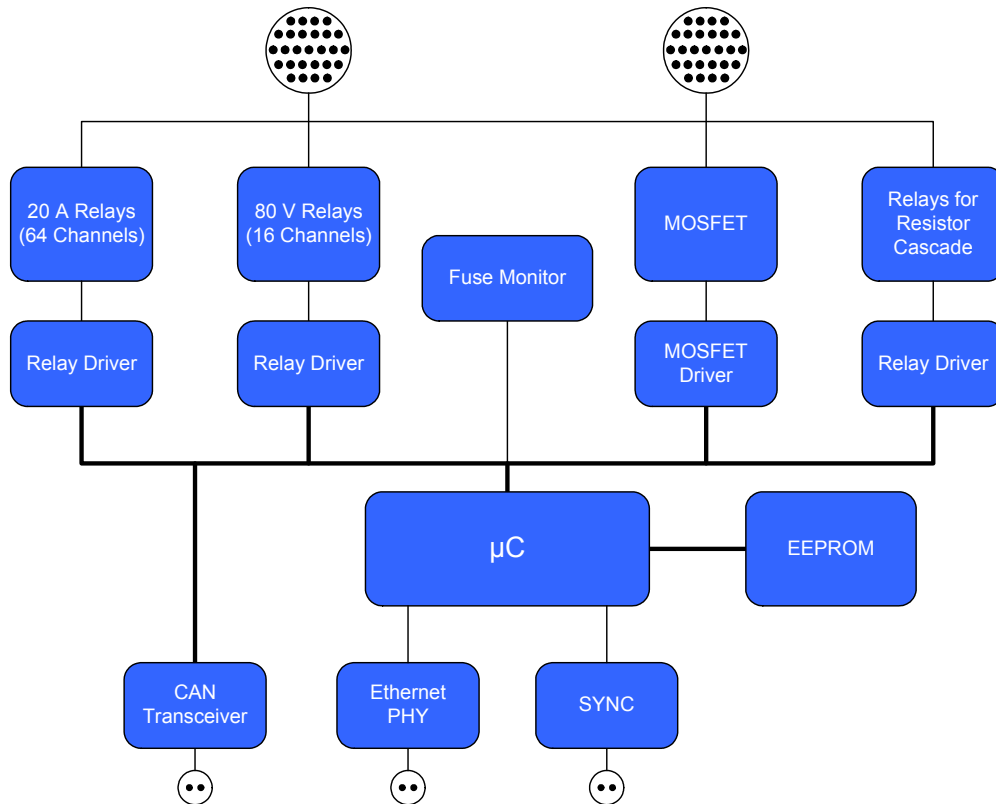 20 A Relays
(64 Channels)
80 V Relays
(16 Channels)
MOSFET
Relays for
Resistor
Cascade
Fuse Monitor
Relay Driver
Relay Driver
MOSFET
Driver
Relay Driver
µC
EEPROM
CAN
Transceiver
Ethernet
PHY
SYNC